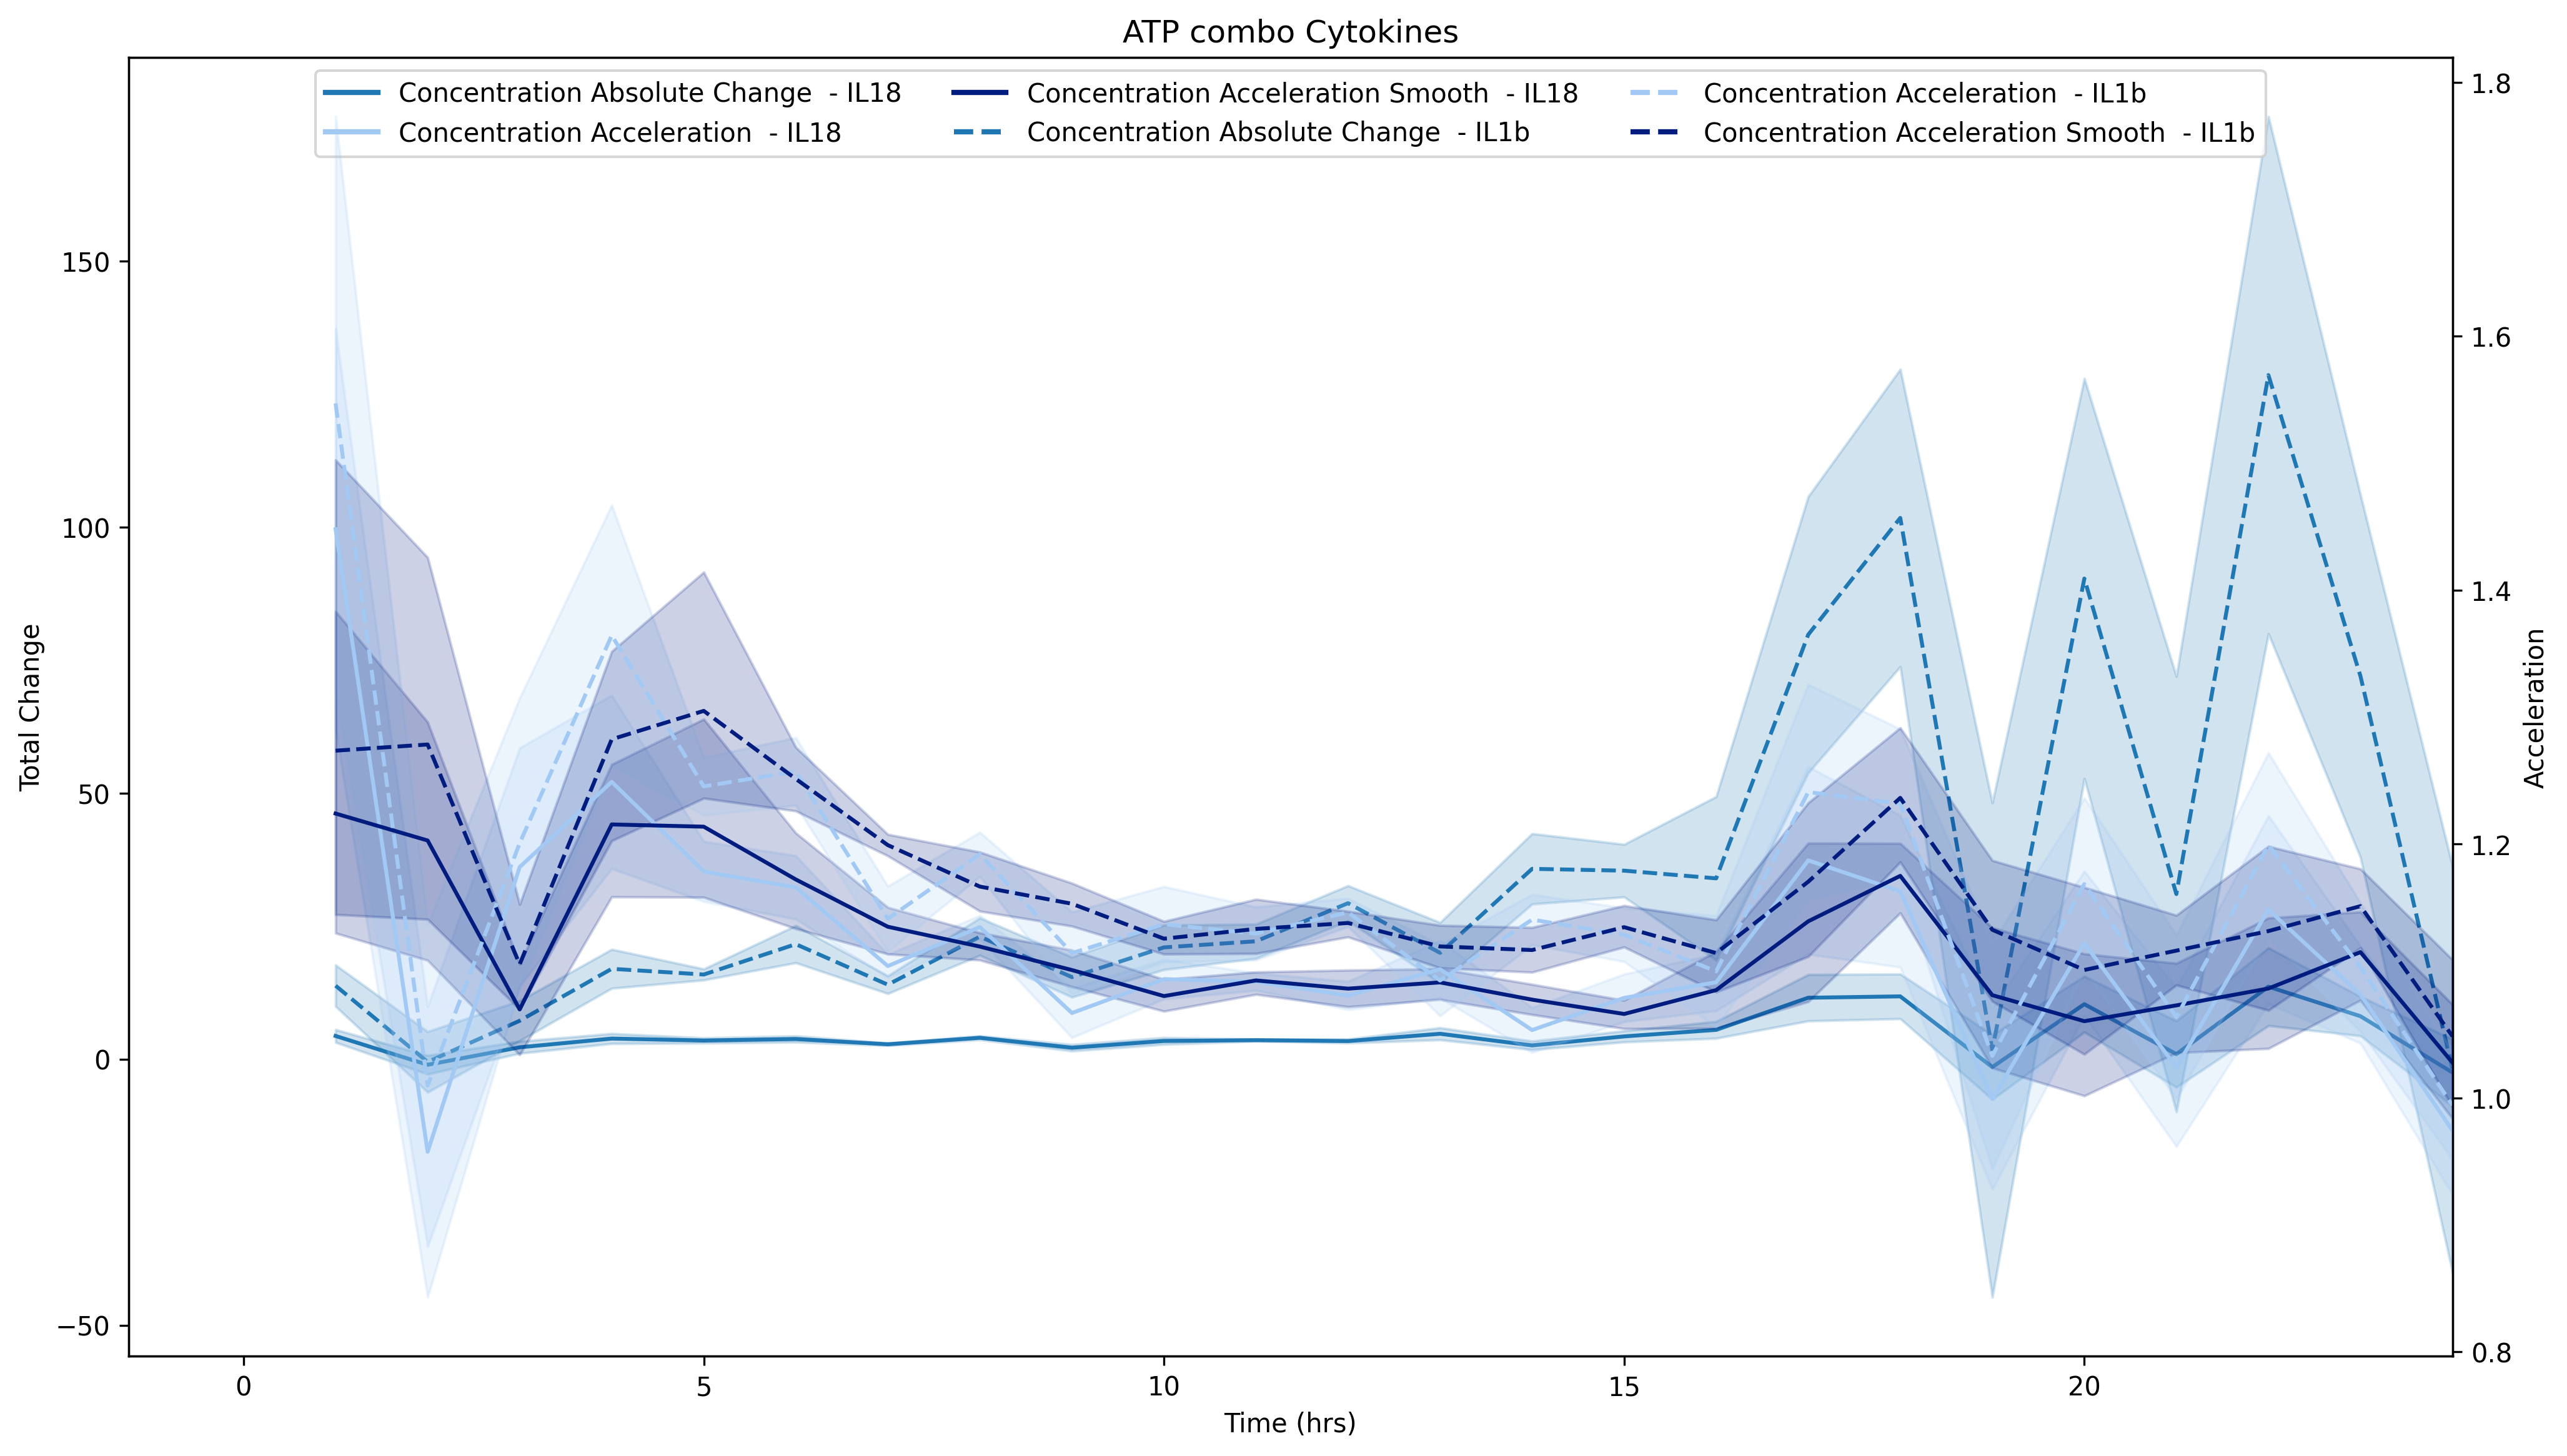 ATP combo Cytokines
Concentration Absolute Change  - IL18
Concentration Acceleration  - IL18
Concentration Acceleration Smooth  - IL18
Concentration Absolute Change  - IL1b
Concentration Acceleration  - IL1b
Concentration Acceleration Smooth  - IL1b
Total Change
150
100
50
0
−50
1.8
1.6
1.4
1.2
1.0
0.8
Acceleration
0 5 10 15 20
Time (hrs)